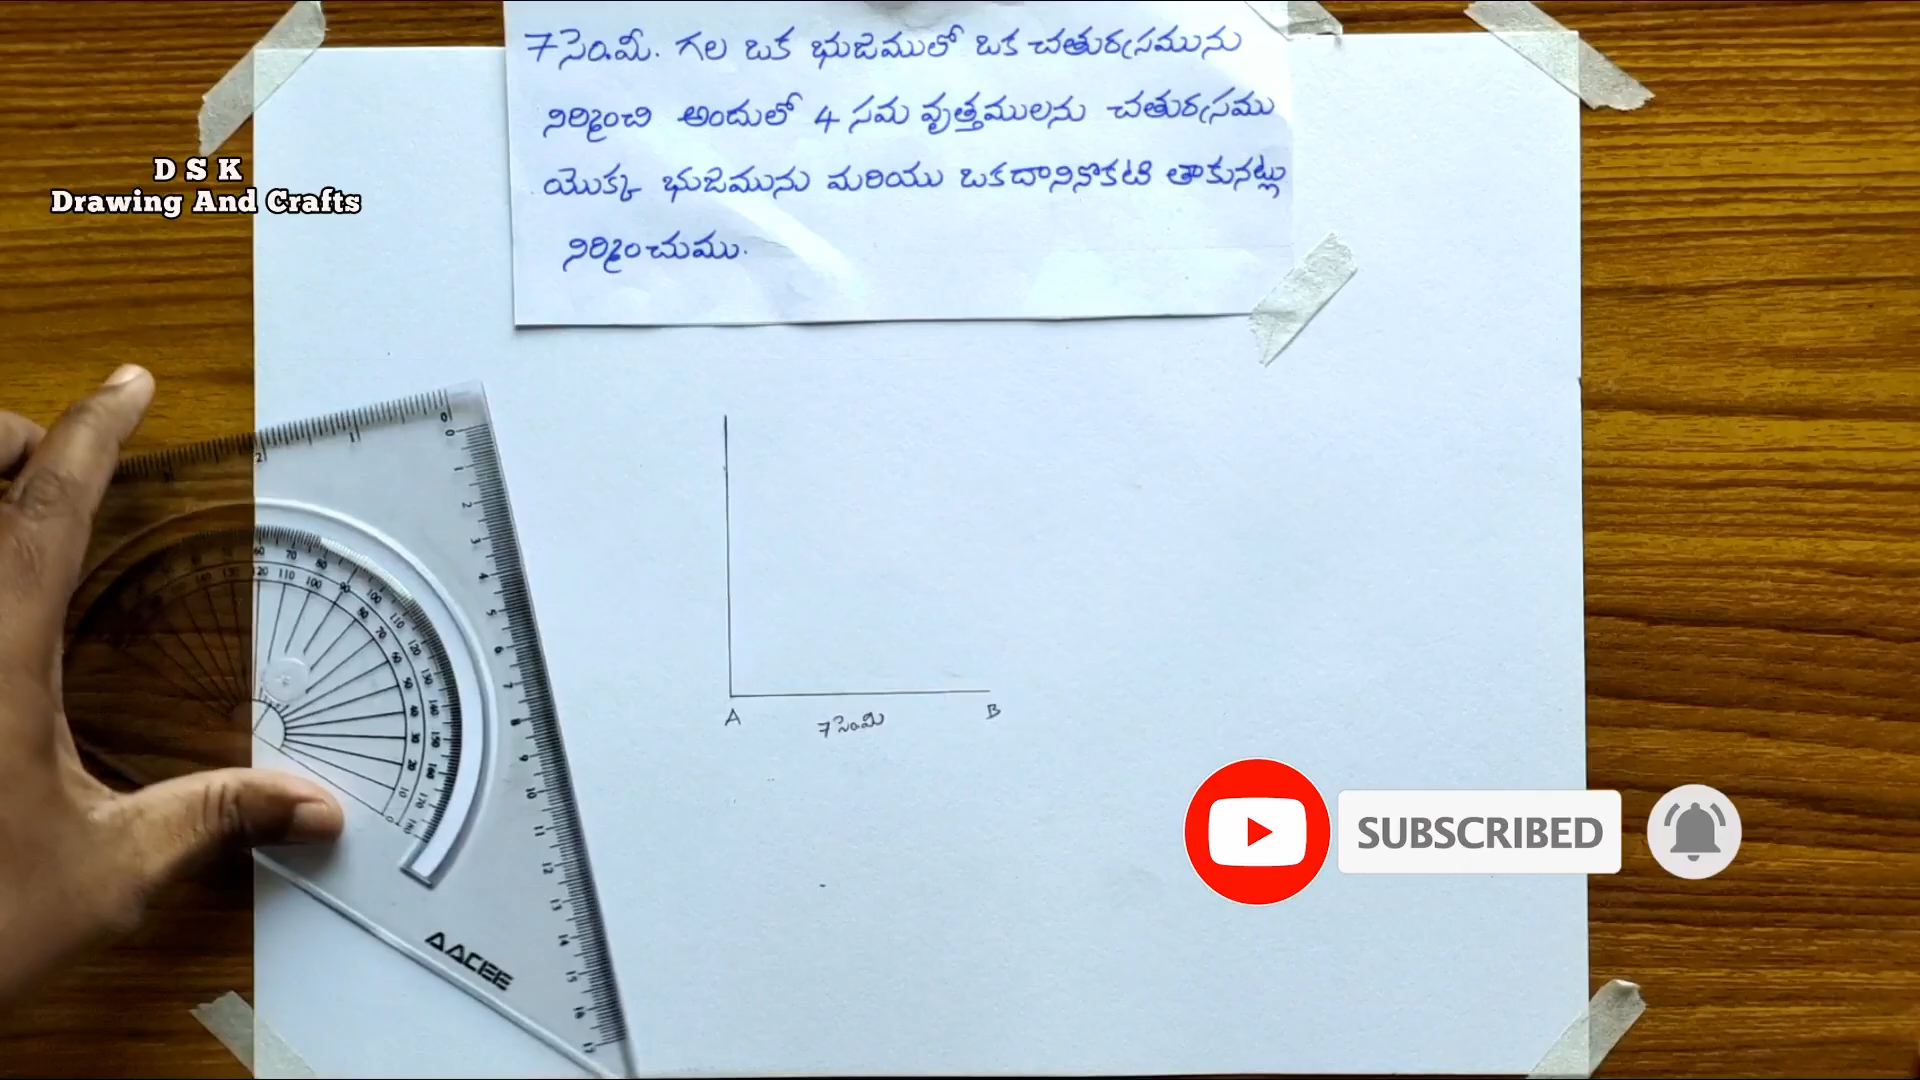 7సెం.మీ. గల ఒక భుజములో ఒక చతురస్రమును
నిర్మించి అందులో 4 సమ వృత్తములను చతురస్రము
యొక్క భుజమును మరియు ఒకదానినొకటి తాకునట్లు
నిర్మించుము.
D S K
Drawing And Crafts
A
7సెం.మి
B
SUBSCRIBED
AACEE